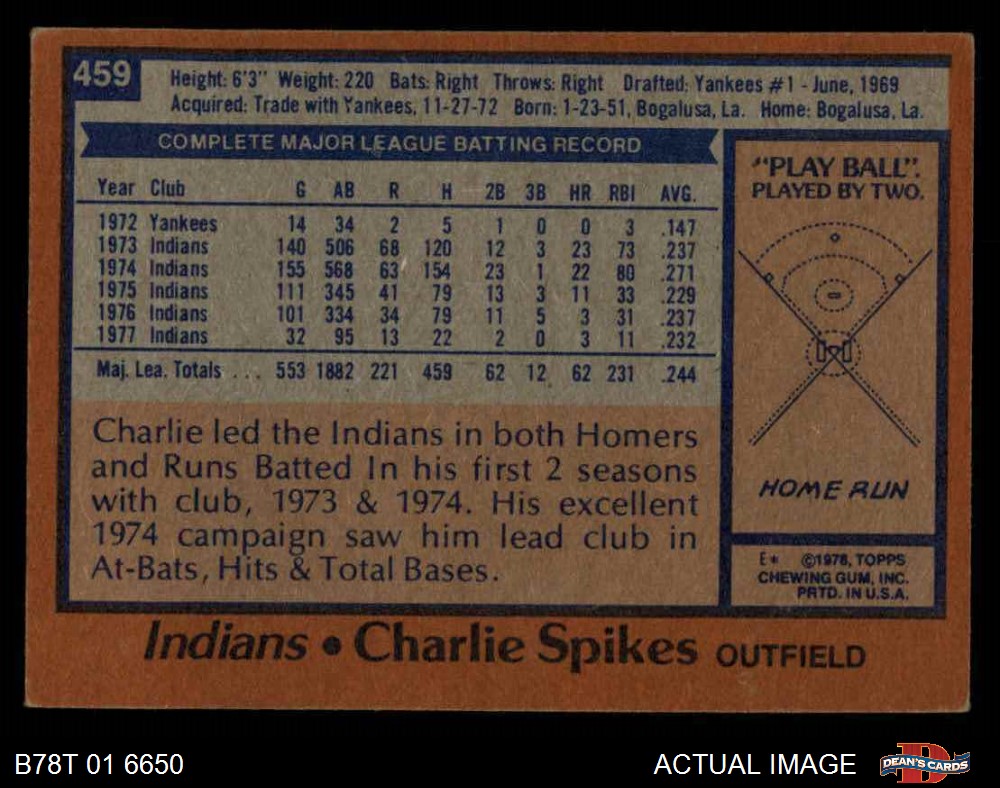 459
Height: 6'3" Weight: 220 Bats: Right Throws: Right Drafted: Yankees #1 - June, 1969
Acquired: Trade with Yankees, 11-27-72 Born: 1-23-51, Bogalusa, La. Home: Bogalusa, La.
COMPLETE MAJOR LEAGUE BATTING RECORD
Year Club G AB R H 2B 3B HR RBI AVG.
1972 Yankees 14 34 2 5 1 0 0 3 .147
1973 Indians 140 506 68 120 12 3 23 73 .237
1974 Indians 155 568 63 154 23 1 22 80 .271
1975 Indians 111 345 41 79 13 3 11 33 .229
1976 Indians 101 334 34 79 11 5 3 31 .237
1977 Indians 32 95 13 22 2 0 3 11 .232
Maj. Lea. Totals ... 553 1882 221 459 62 12 62 231 .244
Charlie led the Indians in both Homers
and Runs Batted In his first 2 seasons
with club, 1973 & 1974. His excellent
1974 campaign saw him lead club in
At-Bats, Hits & Total Bases.
"PLAY BALL".
PLAYED BY TWO.
HOME RUN
E* ©1978, TOPPS
CHEWING GUM, INC.
PRTD. IN U.S.A.
Indians • Charlie Spikes OUTFIELD
B78T 01 6650
ACTUAL IMAGE
D
DEAN'S CARDS